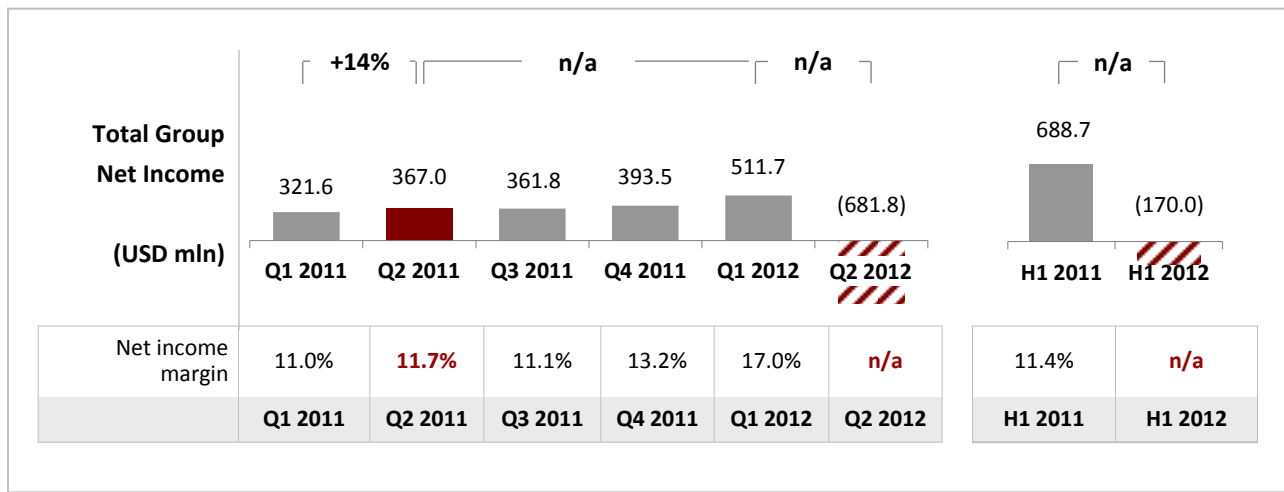 +14% n/a n/a n/a
Total Group
Net Income
(USD mln)
321.6 367.0 361.8 393.5 511.7 (681.8) 688.7 (170.0)
Q1 2011 Q2 2011 Q3 2011 Q4 2011 Q1 2012 Q2 2012 H1 2011 H1 2012
Net income
margin
11.0% 11.7% 11.1% 13.2% 17.0% n/a 11.4% n/a
Q1 2011 Q2 2011 Q3 2011 Q4 2011 Q1 2012 Q2 2012 H1 2011 H1 2012